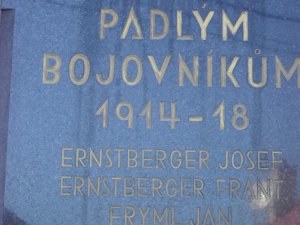 PADLÝM
BOJOVNÍKŮM
1914-18
ERNSTBERGER JOSEF
ERNSTBERGER FRANT.
FRYML JAN